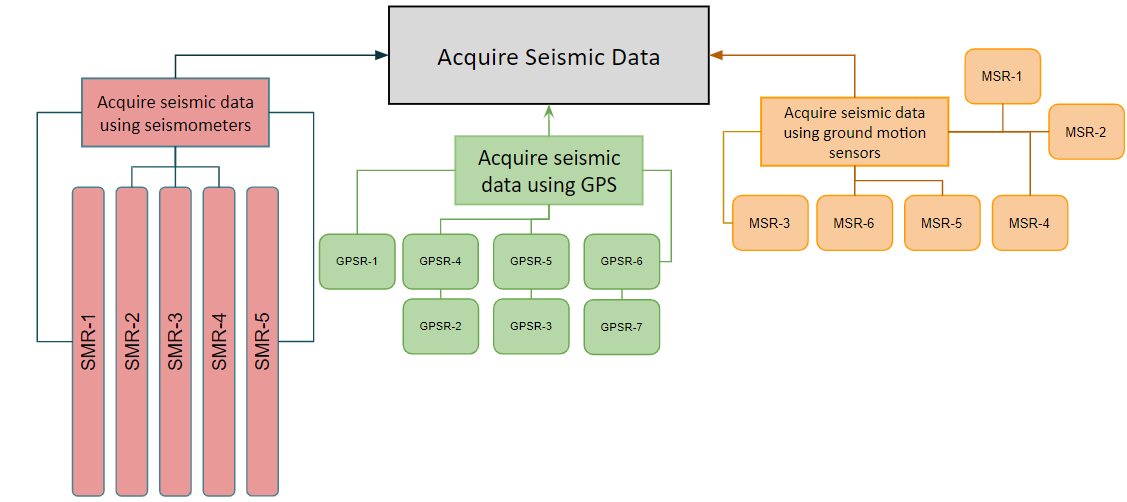 Acquire Seismic Data
Acquire seismic data
using seismometers
SMR-1
SMR-2
SMR-3
SMR-4
SMR-5
Acquire seismic
data using GPS
GPSR-1
GPSR-4
GPSR-5
GPSR-6
GPSR-2
GPSR-3
GPSR-7
Acquire seismic data
using ground motion
sensors
MSR-1
MSR-2
MSR-3
MSR-6
MSR-5
MSR-4